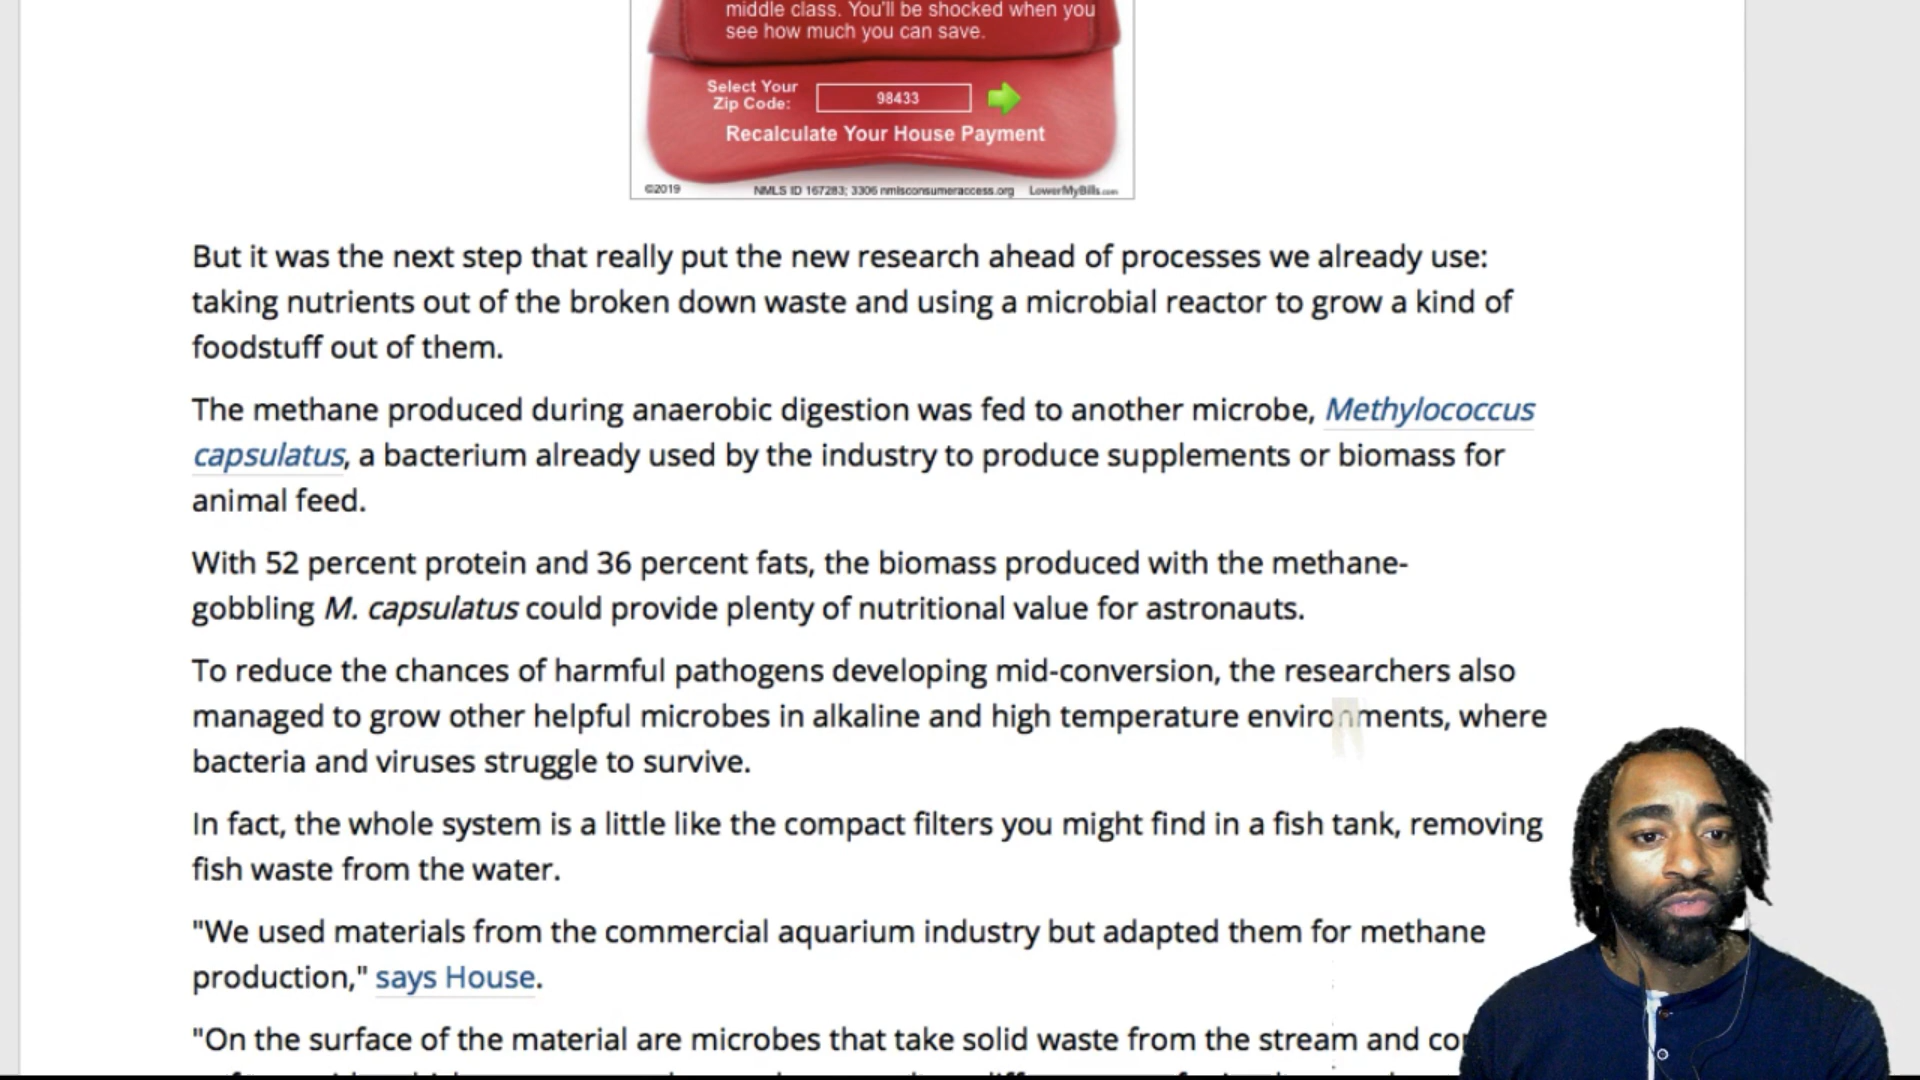 middle class. You'll be shocked when you
see how much you can save.
Select Your
Zip Code:
98433
Recalculate Your House Payment
©2019
NMLS ID 167283; 3306 nmlsconsumeraccess.org
LowerMyBills.com
But it was the next step that really put the new research ahead of processes we already use:
taking nutrients out of the broken down waste and using a microbial reactor to grow a kind of
foodstuff out of them.
The methane produced during anaerobic digestion was fed to another microbe, Methylococcus
capsulatus, a bacterium already used by the industry to produce supplements or biomass for
animal feed.
With 52 percent protein and 36 percent fats, the biomass produced with the methane-
gobbling M. capsulatus could provide plenty of nutritional value for astronauts.
To reduce the chances of harmful pathogens developing mid-conversion, the researchers also
managed to grow other helpful microbes in alkaline and high temperature environments, where
bacteria and viruses struggle to survive.
In fact, the whole system is a little like the compact filters you might find in a fish tank, removing
fish waste from the water.
"We used materials from the commercial aquarium industry but adapted them for methane
production," says House.
"On the surface of the material are microbes that take solid waste from the stream and